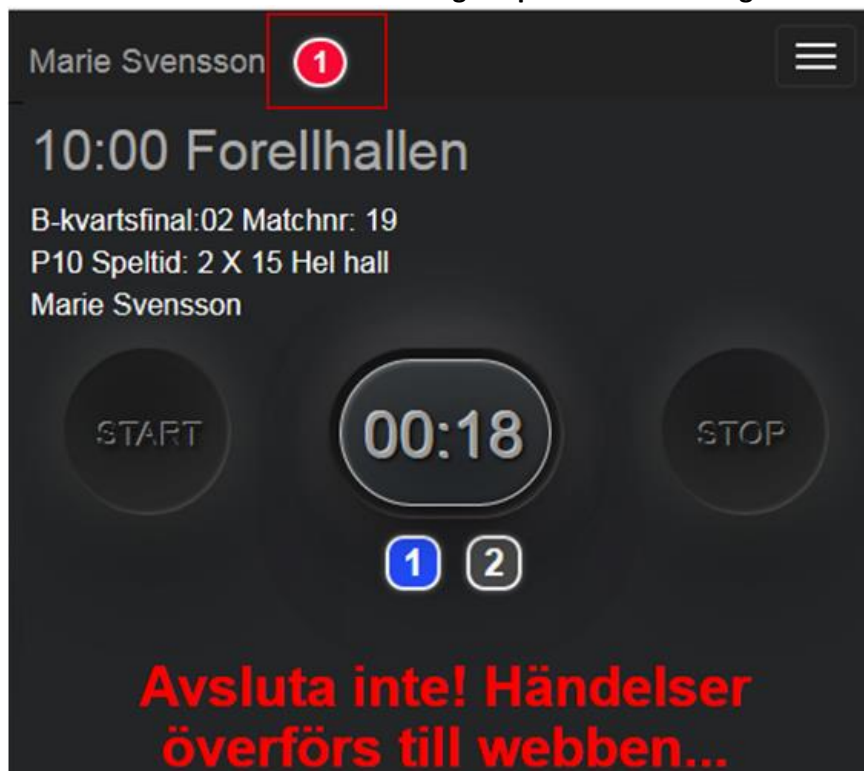 Marie Svensson 1
10:00 Forellhallen
B-kvartsfinal:02 Matchnr: 19
P10 Speltid: 2 X 15 Hel hall
Marie Svensson
START 00:18 STOP
1 2
Avsluta inte! Händelser
överförs till webben...